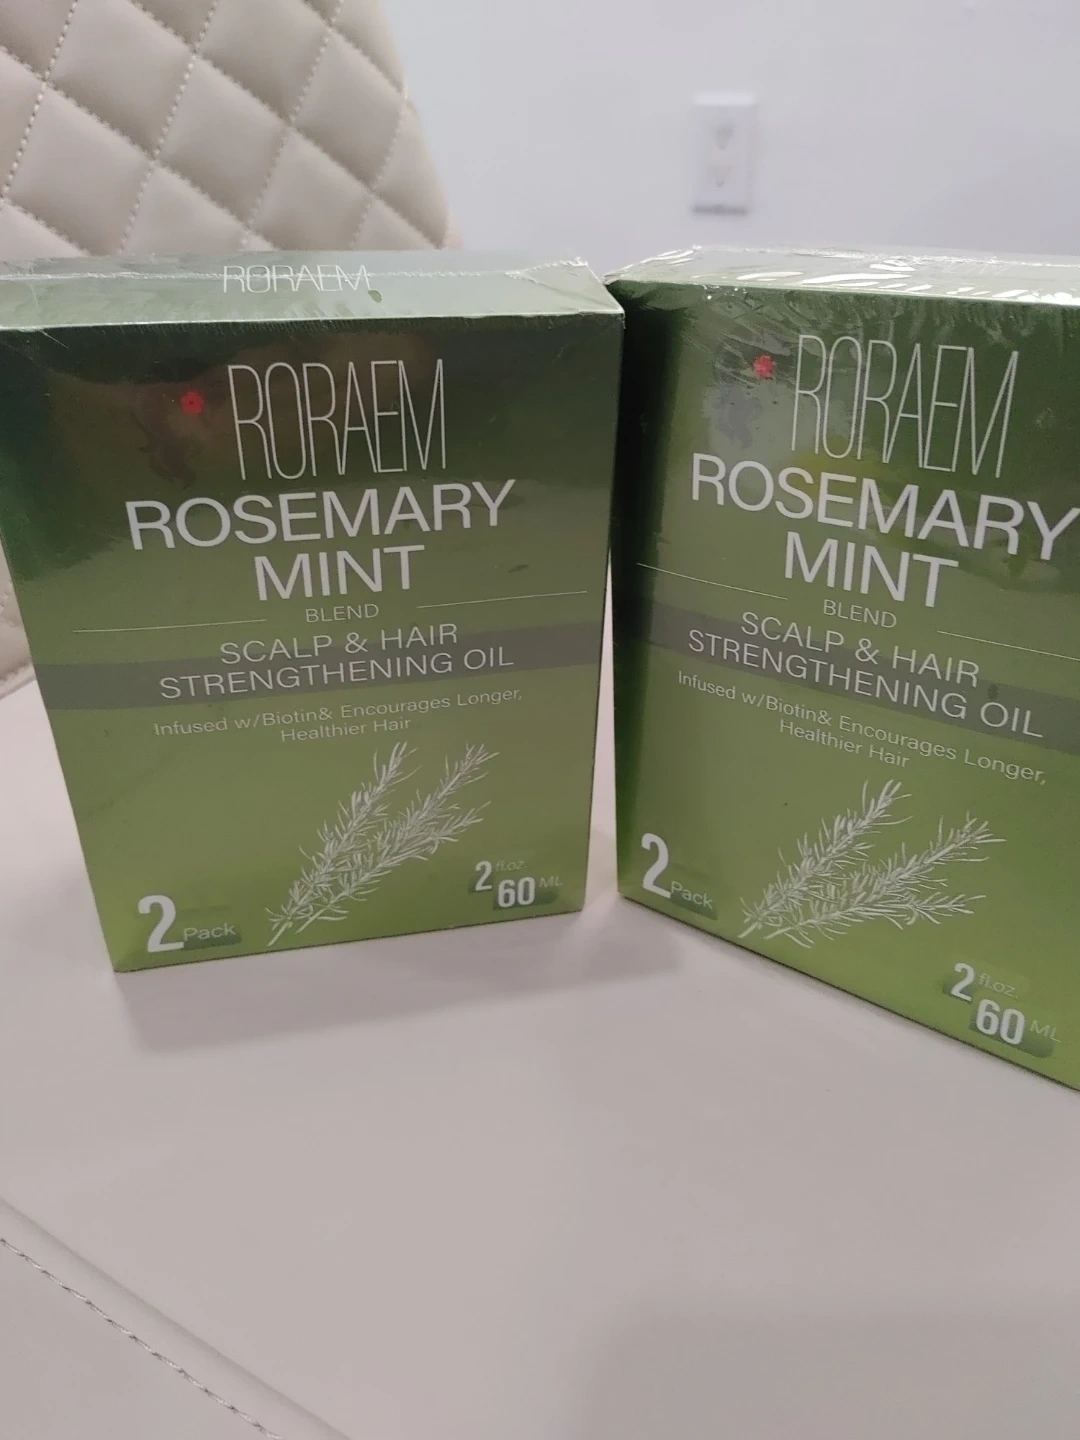 RORAEM
RORAEM
ROSEMARY
MINT
BLEND
SCALP & HAIR
STRENGTHENING OIL
Infused w/Biotin& Encourages Longer,
Healthier Hair
2 Pack
2 fl.oz.
60 ML
RORAEM
ROSEMARY
MINT
BLEND
SCALP & HAIR
STRENGTHENING OIL
Infused w/Biotin& Encourages Longer,
Healthier Hair
2 Pack
2 fl.oz.
60 ML